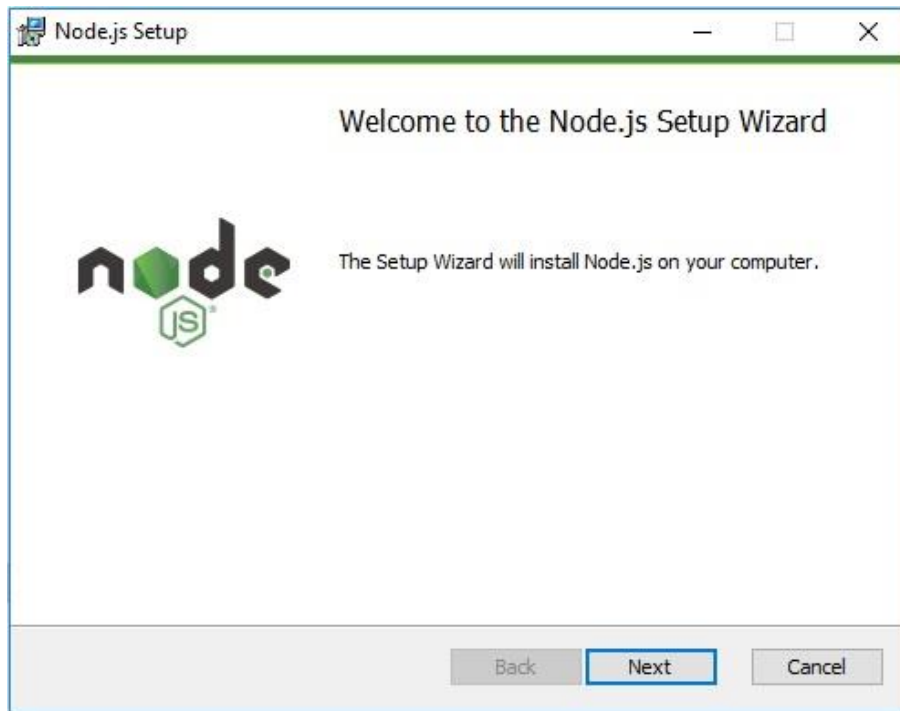 Node.js Setup
Welcome to the Node.js Setup Wizard
The Setup Wizard will install Node.js on your computer.
node
JS®
Back
Next
Cancel